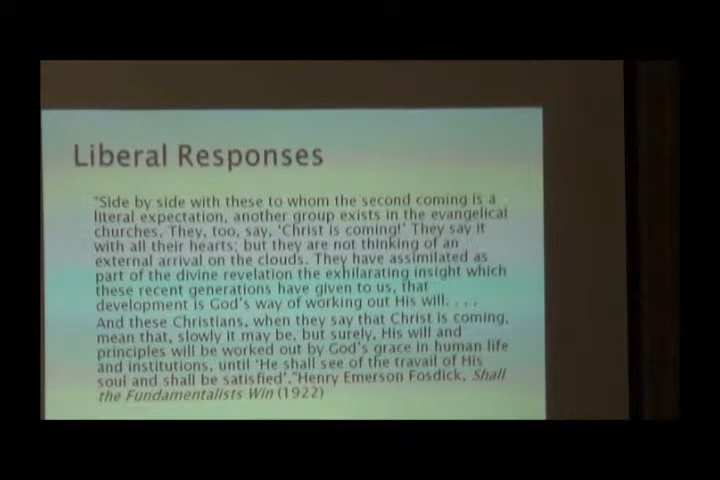 Liberal Responses
"Side by side with these to whom the second coming is a
literal expectation, another group exists in the evangelical
churches. They, too, say, 'Christ is coming!' They say it
with all their hearts; but they are not thinking of an
external arrival on the clouds. They have assimilated as
part of the divine revelation the exhilarating insight which
these recent generations have given to us, that
development is God's way of working out His will. . . .
And these Christians, when they say that Christ is coming,
mean that, slowly it may be, but surely, His will and
principles will be worked out by God's grace in human life
and institutions, until 'He shall see of the travail of His
soul and shall be satisfied'."Henry Emerson Fosdick, Shall
the Fundamentalists Win (1922)